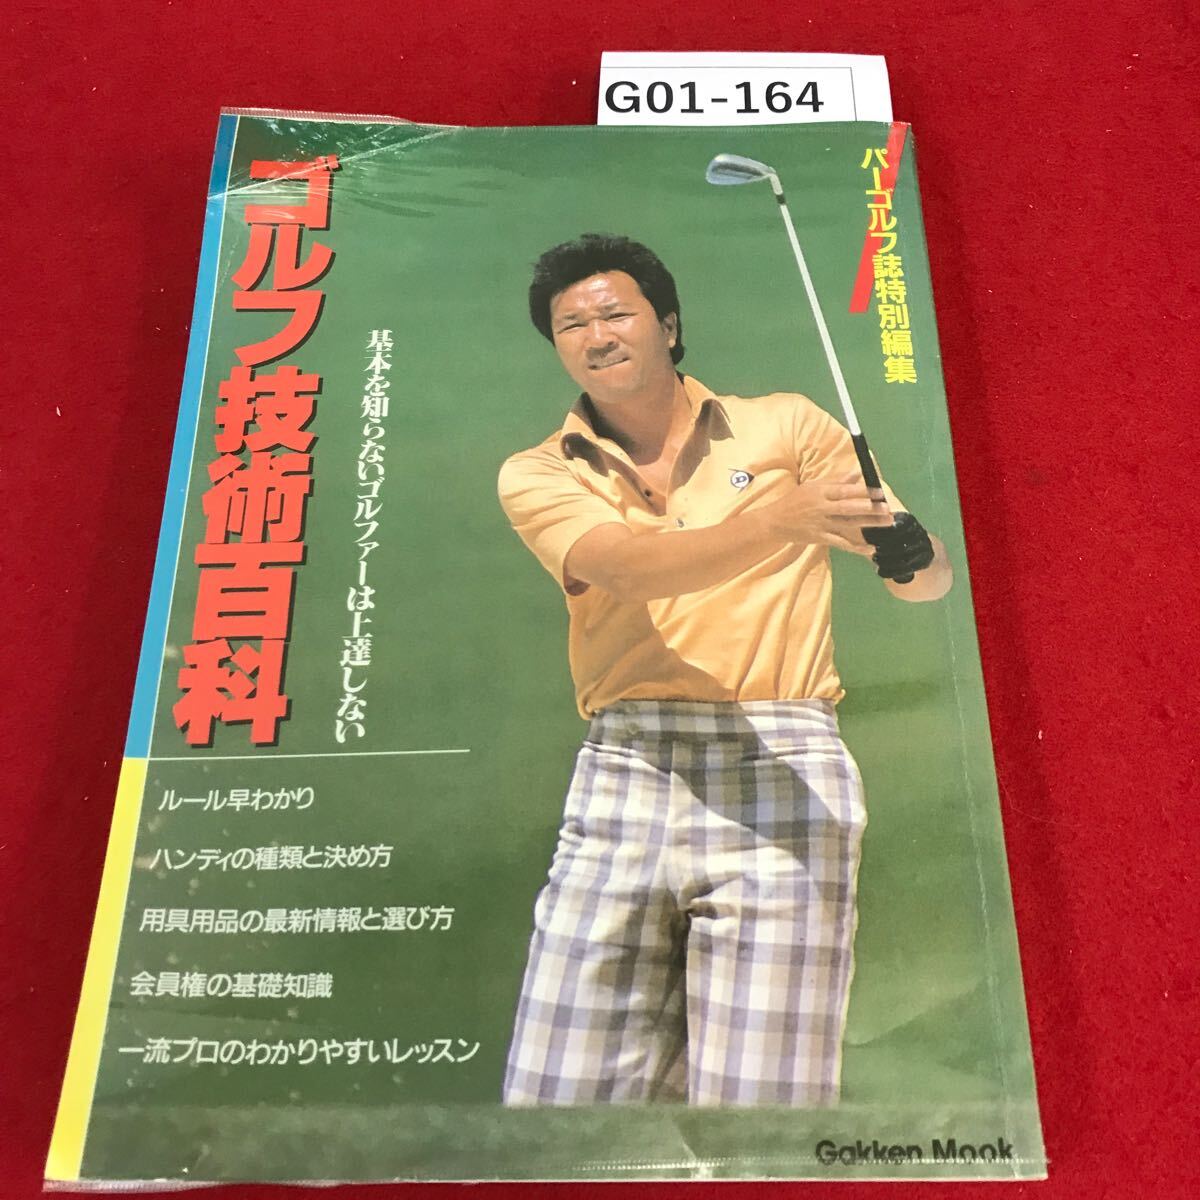 G01-164
パーゴルフ誌特別編集
ゴルフ技術百科
基本を知らないゴルファーは上達しない
ルール早わかり
ハンディの種類と決め方
用具用品の最新情報と選び方
会員権の基礎知識
一流プロのわかりやすいレッスン
D
Gakken Mook